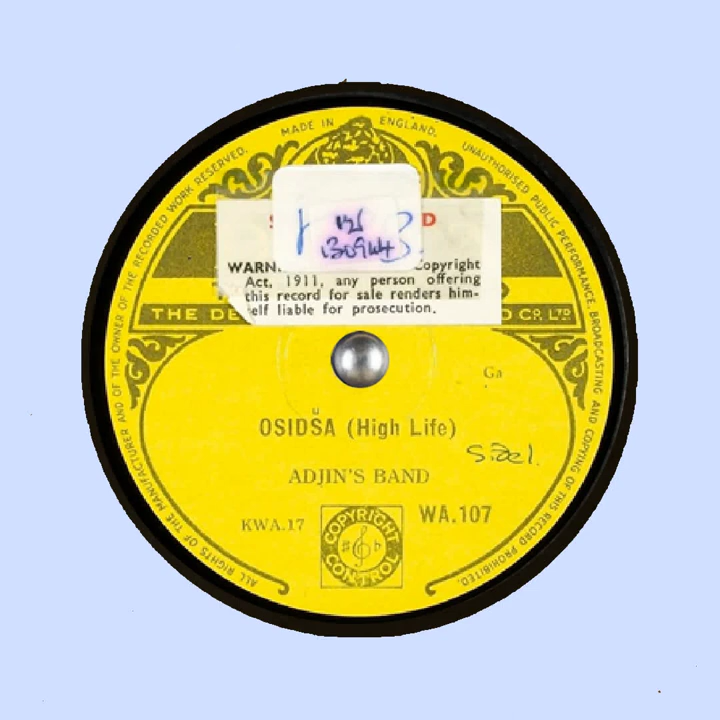 MADE IN ENGLAND.
ALL RIGHTS OF THE MANUFACTURER AND OF THE OWNER OF THE RECORDED WORK RESERVED.
UNAUTHORISED PUBLIC PERFORMANCE, BROADCASTING AND COPYING OF THIS RECORD PROHIBITED.
S D
130944
WARN. Copyright
Act, 1911, any person offering
this record for sale renders him-
self liable for prosecution.
THE DE D CO. LTD
Ga
OSIDSA (High Life)
Side 1.
ADJIN'S BAND
KWA.17 WA.107
COPYRIGHT
CONTROL